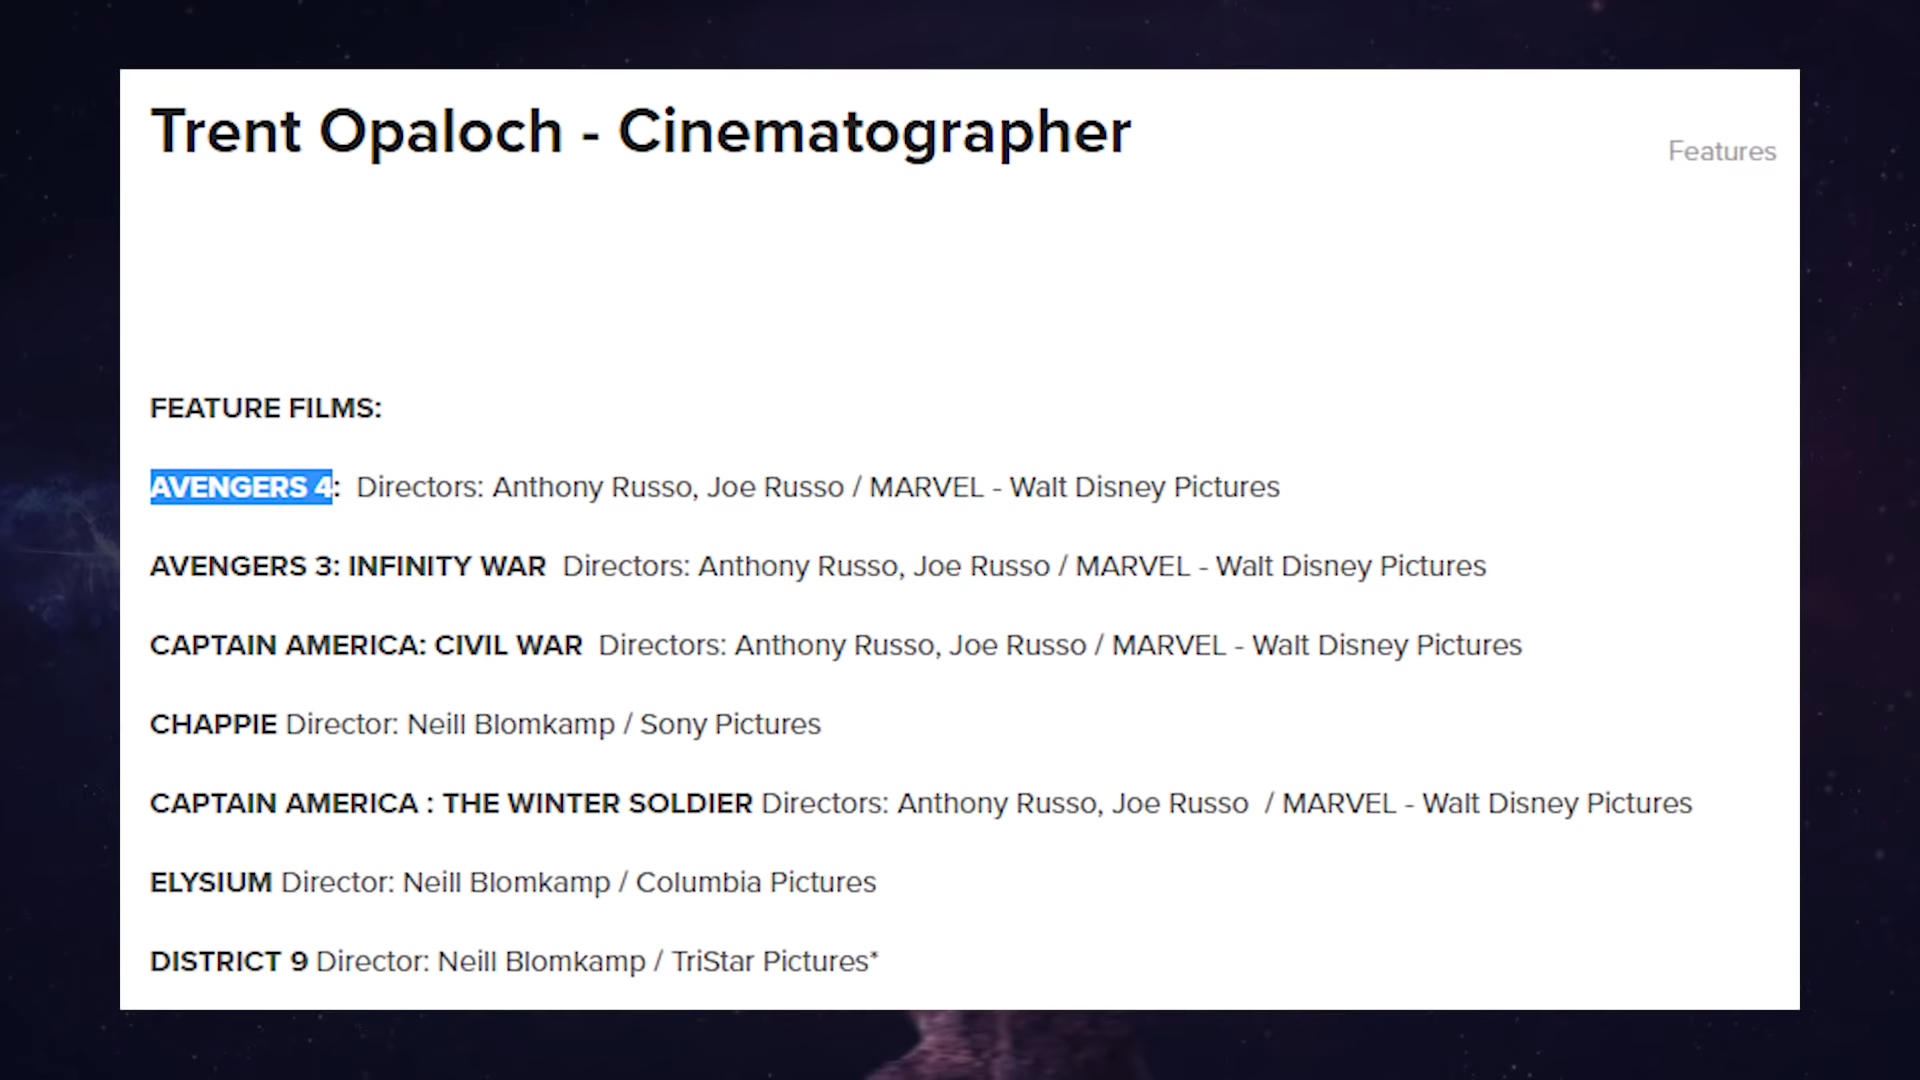 Trent Opaloch - Cinematographer
Features
FEATURE FILMS:
AVENGERS 4:  Directors: Anthony Russo, Joe Russo / MARVEL - Walt Disney Pictures
AVENGERS 3: INFINITY WAR  Directors: Anthony Russo, Joe Russo / MARVEL - Walt Disney Pictures
CAPTAIN AMERICA: CIVIL WAR  Directors: Anthony Russo, Joe Russo / MARVEL - Walt Disney Pictures
CHAPPIE Director: Neill Blomkamp / Sony Pictures
CAPTAIN AMERICA : THE WINTER SOLDIER Directors: Anthony Russo, Joe Russo  / MARVEL - Walt Disney Pictures
ELYSIUM Director: Neill Blomkamp / Columbia Pictures
DISTRICT 9 Director: Neill Blomkamp / TriStar Pictures*